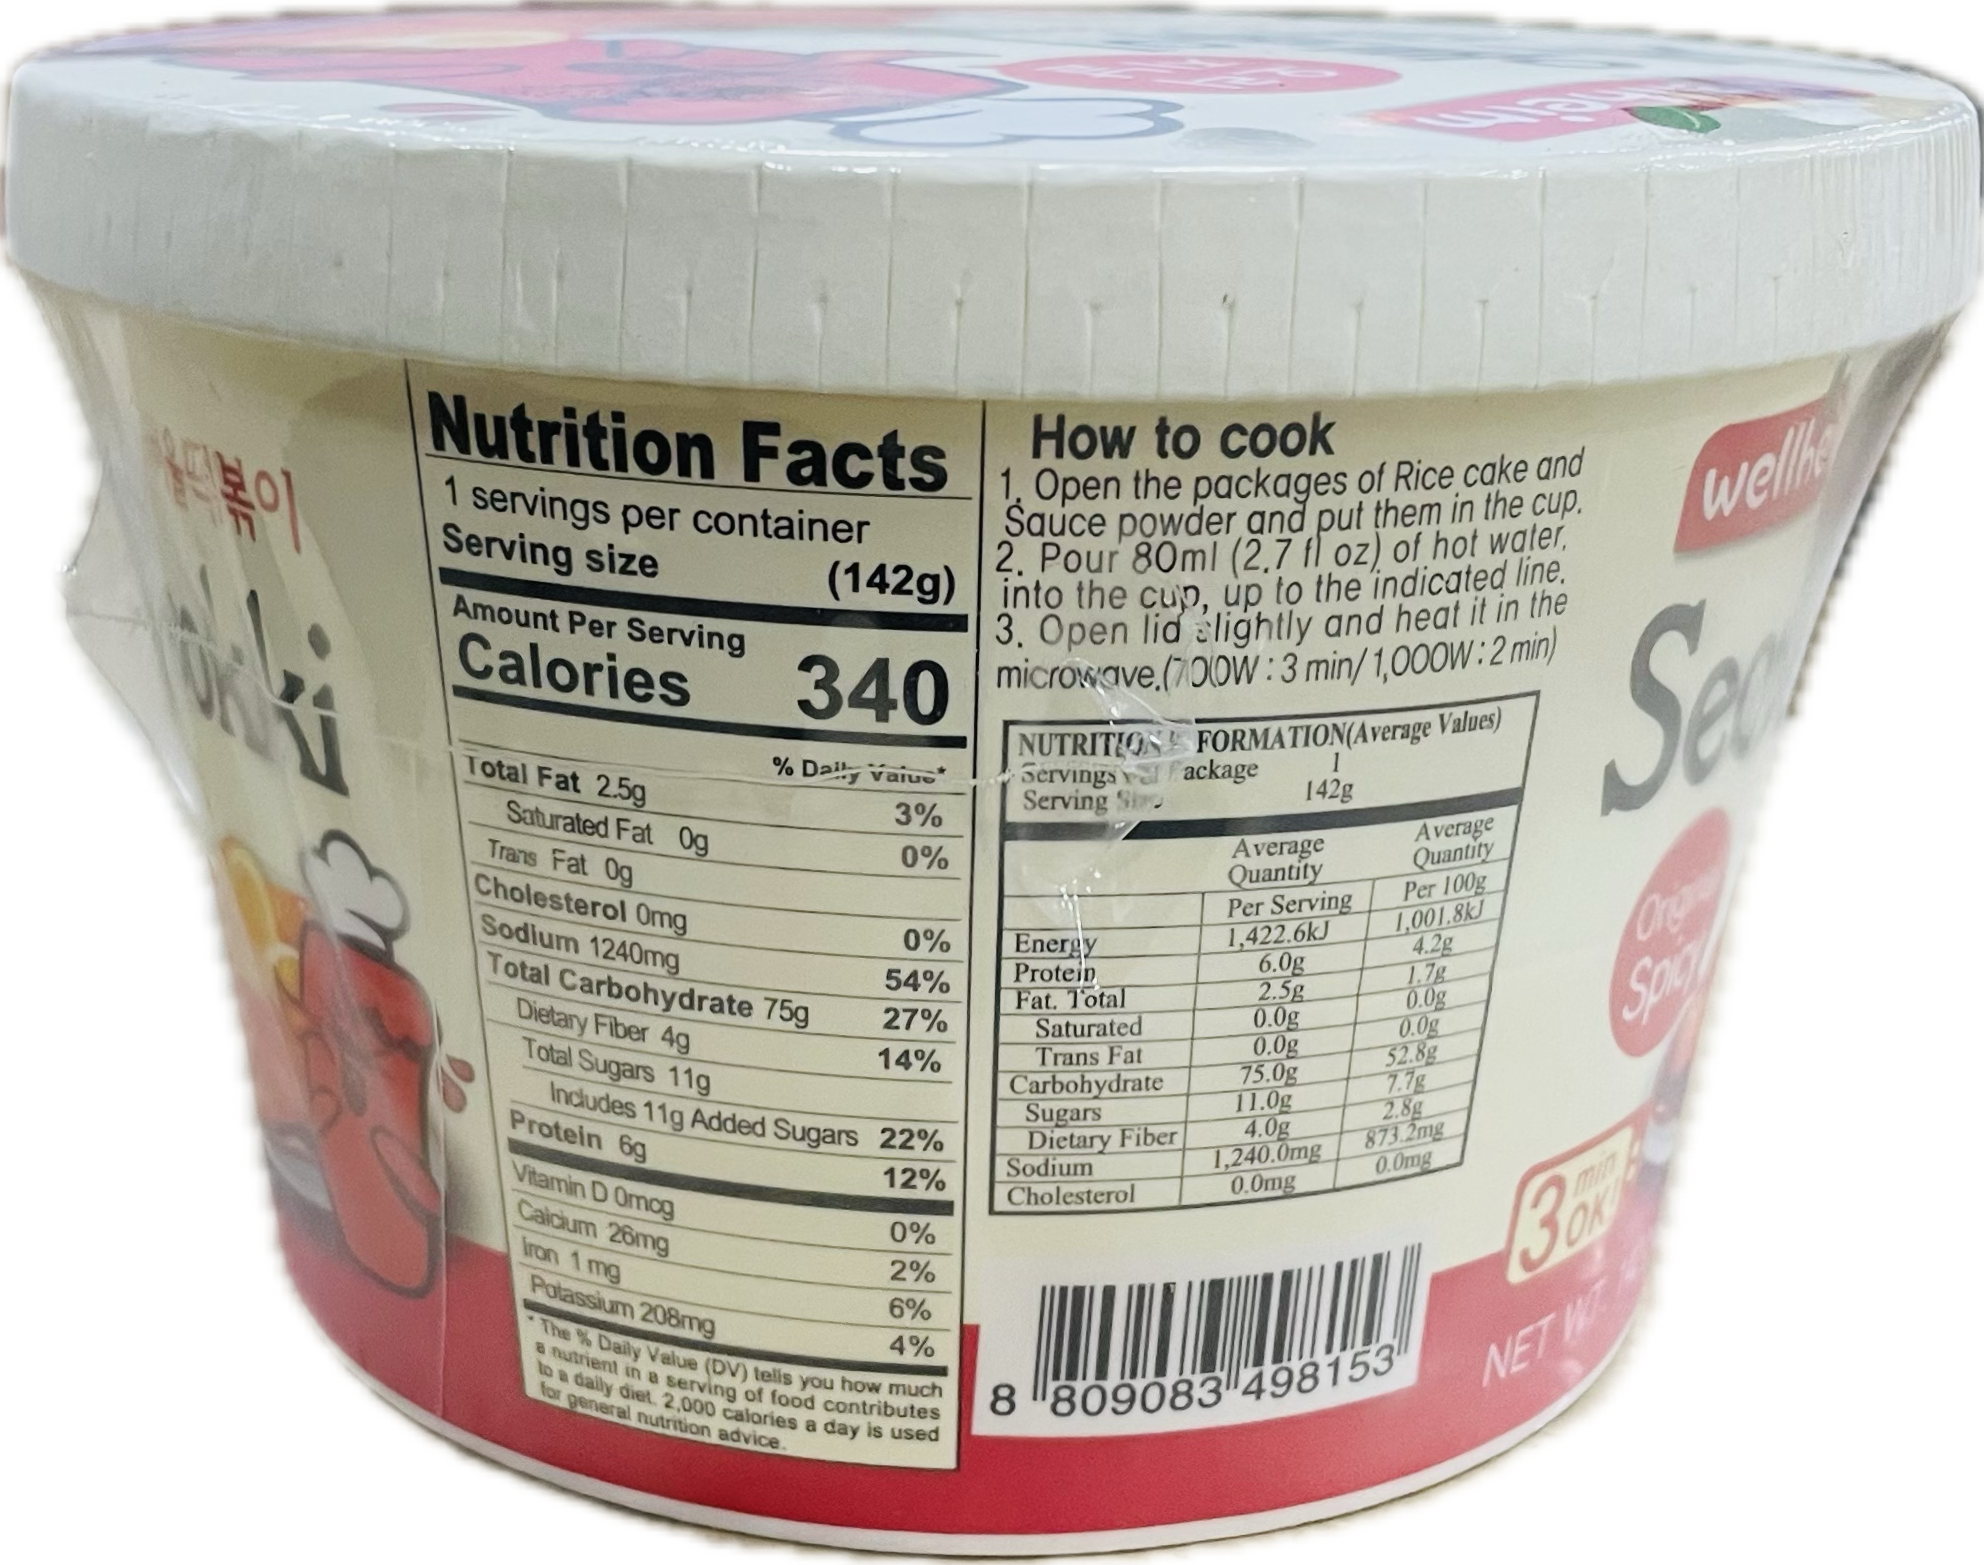 떡볶이
kki
Nutrition Facts
1 servings per container
Serving size (142g)
Amount Per Serving
Calories 340
% Daily Value*
Total Fat 2.5g 3%
Saturated Fat 0g 0%
Trans Fat 0g
Cholesterol 0mg 0%
Sodium 1240mg 54%
Total Carbohydrate 75g 27%
Dietary Fiber 4g 14%
Total Sugars 11g
Includes 11g Added Sugars 22%
Protein 6g 12%
Vitamin D 0mcg 0%
Calcium 26mg 2%
Iron 1 mg 6%
Potassium 208mg 4%
* The % Daily Value (DV) tells you how much
a nutrient in a serving of food contributes
to a daily diet. 2,000 calories a day is used
for general nutrition advice.
How to cook
1. Open the packages of Rice cake and
Sauce powder and put them in the cup.
2. Pour 80ml (2.7 fl oz) of hot water,
into the cup, up to the indicated line.
3. Open lid slightly and heat it in the
microwave.(700W : 3 min/ 1,000W : 2 min)
NUTRITION FORMATION(Average Values)
Servings ackage 1
Serving 142g
Average Average
Quantity Quantity
Per Serving Per 100g
Energy 1,422.6kJ 1,001.8kJ
Protein 6.0g 4.2g
Fat. Total 2.5g 1.7g
Saturated 0.0g 0.0g
Trans Fat 0.0g 0.0g
Carbohydrate 75.0g 52.8g
Sugars 11.0g 7.7g
Dietary Fiber 4.0g 2.8g
Sodium 1,240.0mg 873.2mg
Cholesterol 0.0mg 0.0mg
8 809083 498153
wellhe
Seo
Spicy
3 min
OK!
NET WT.